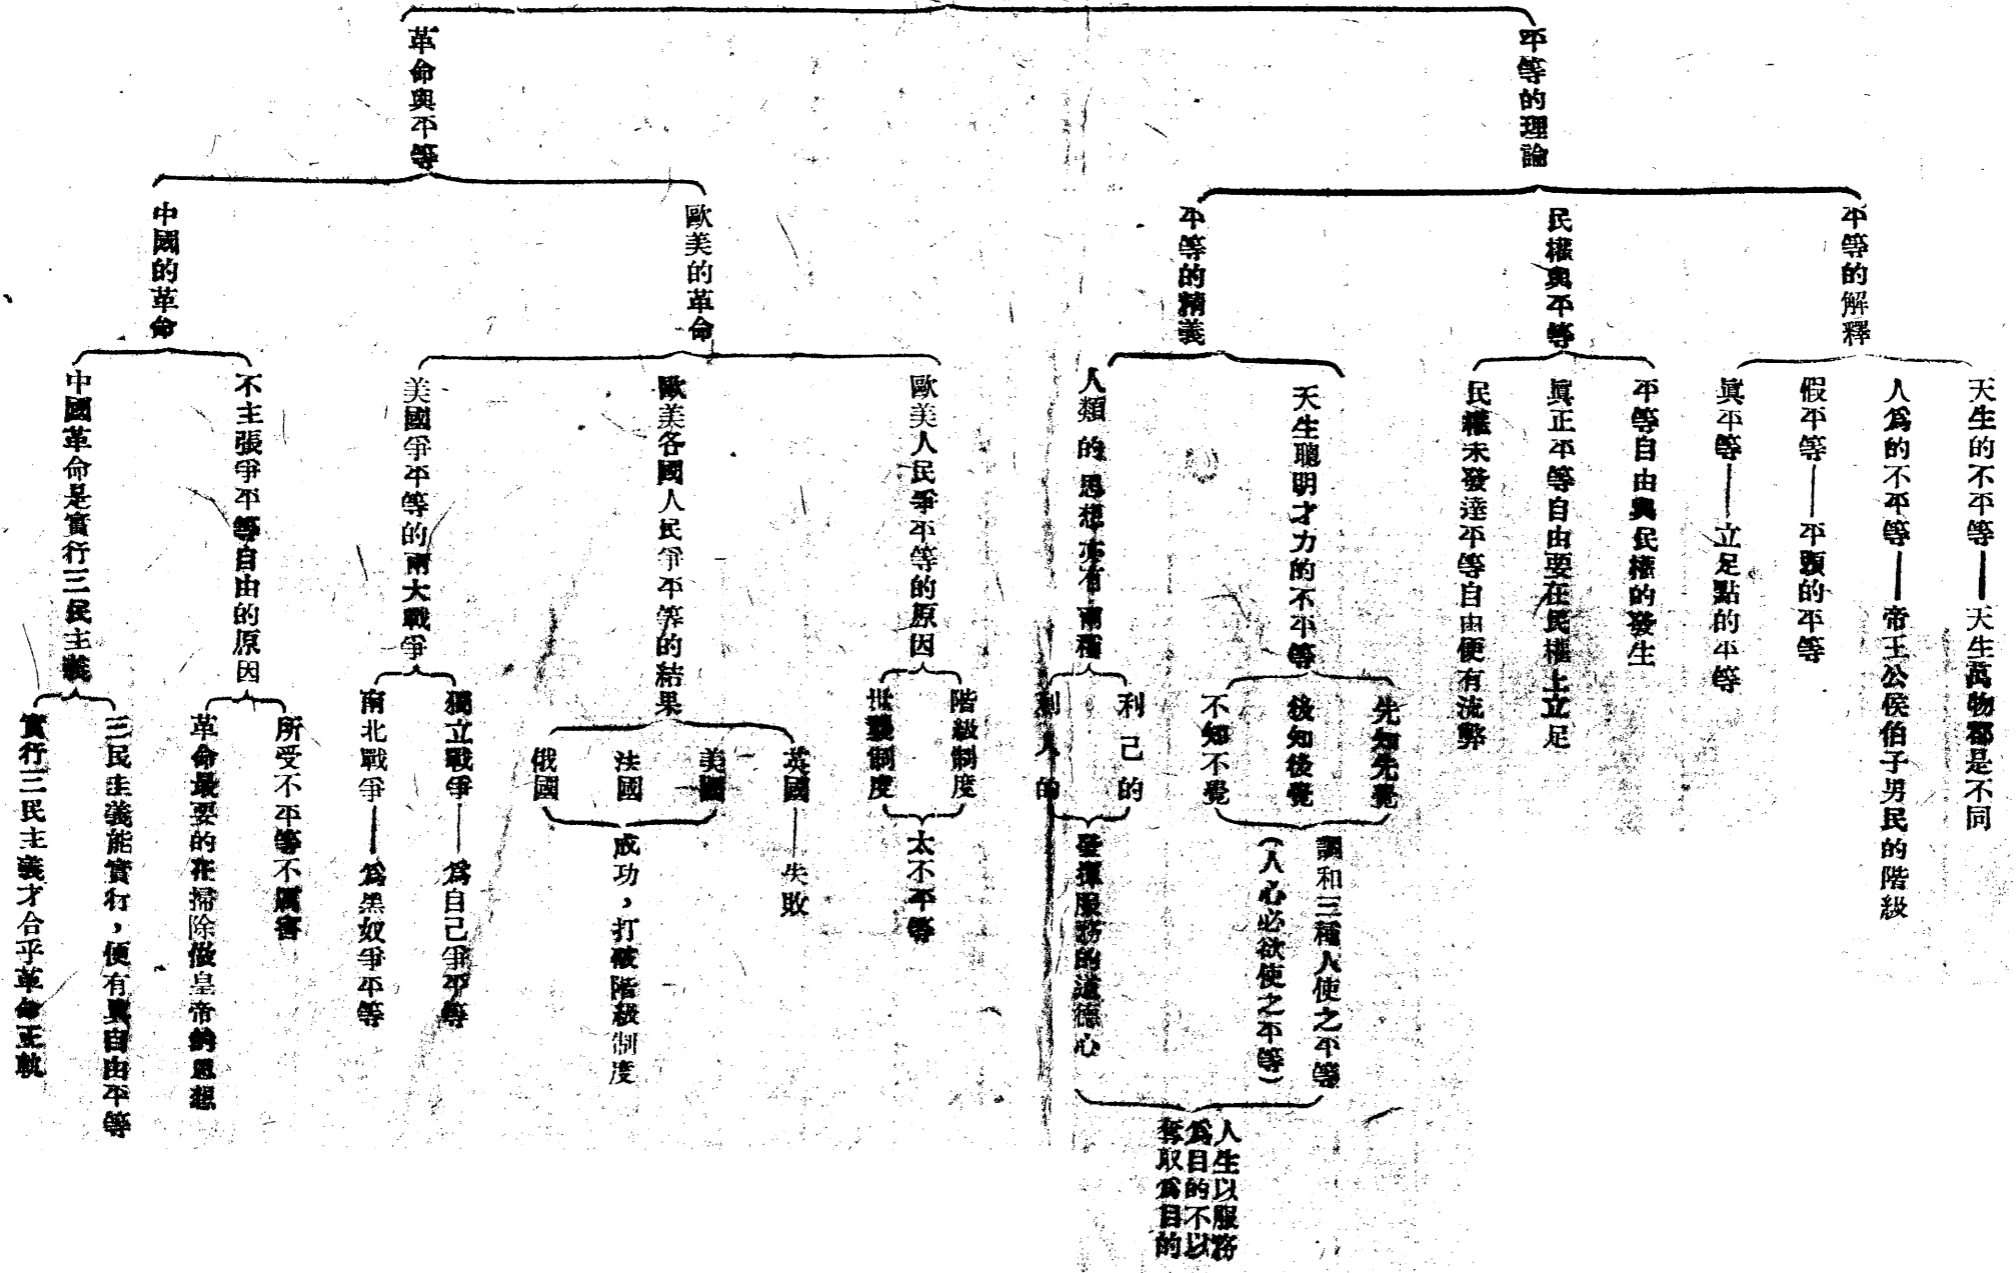 平等的理論
平等的解釋
天生的不平等——天生萬物都是不同
人爲的不平等——帝王公侯伯子男民的階級
假平等——平頭的平等
眞平等——立足點的平等
民權與平等
平等自由與民權的發生
眞正平等自由要在民權上立足
民權未發達平等自由便有流弊
平等的精義
天生聰明才力的不平等
先知先覺
後知後覺
不知不覺
調和三種人使之平等
(人心必欲使之平等)
人類的思想亦有兩種
利己的
利人的
發揮服務的道德心
人生以服務
爲目的不以
奪取爲目的
革命與平等
歐美的革命
歐美人民爭平等的原因
階級制度
世襲制度
太不平等
歐美各國人民爭平等的結果
英國——失敗
美國
法國
俄國
成功，打破階級制度
美國爭平等的兩大戰爭
獨立戰爭——爲自己爭平等
南北戰爭——爲黑奴爭平等
中國的革命
不主張爭平等自由的原因
所受不平等不厲害
革命最要的在掃除做皇帝的思想
中國革命是實行三民主義
三民主義能實行，便有眞自由平等
實行三民主義才合乎革命正軌